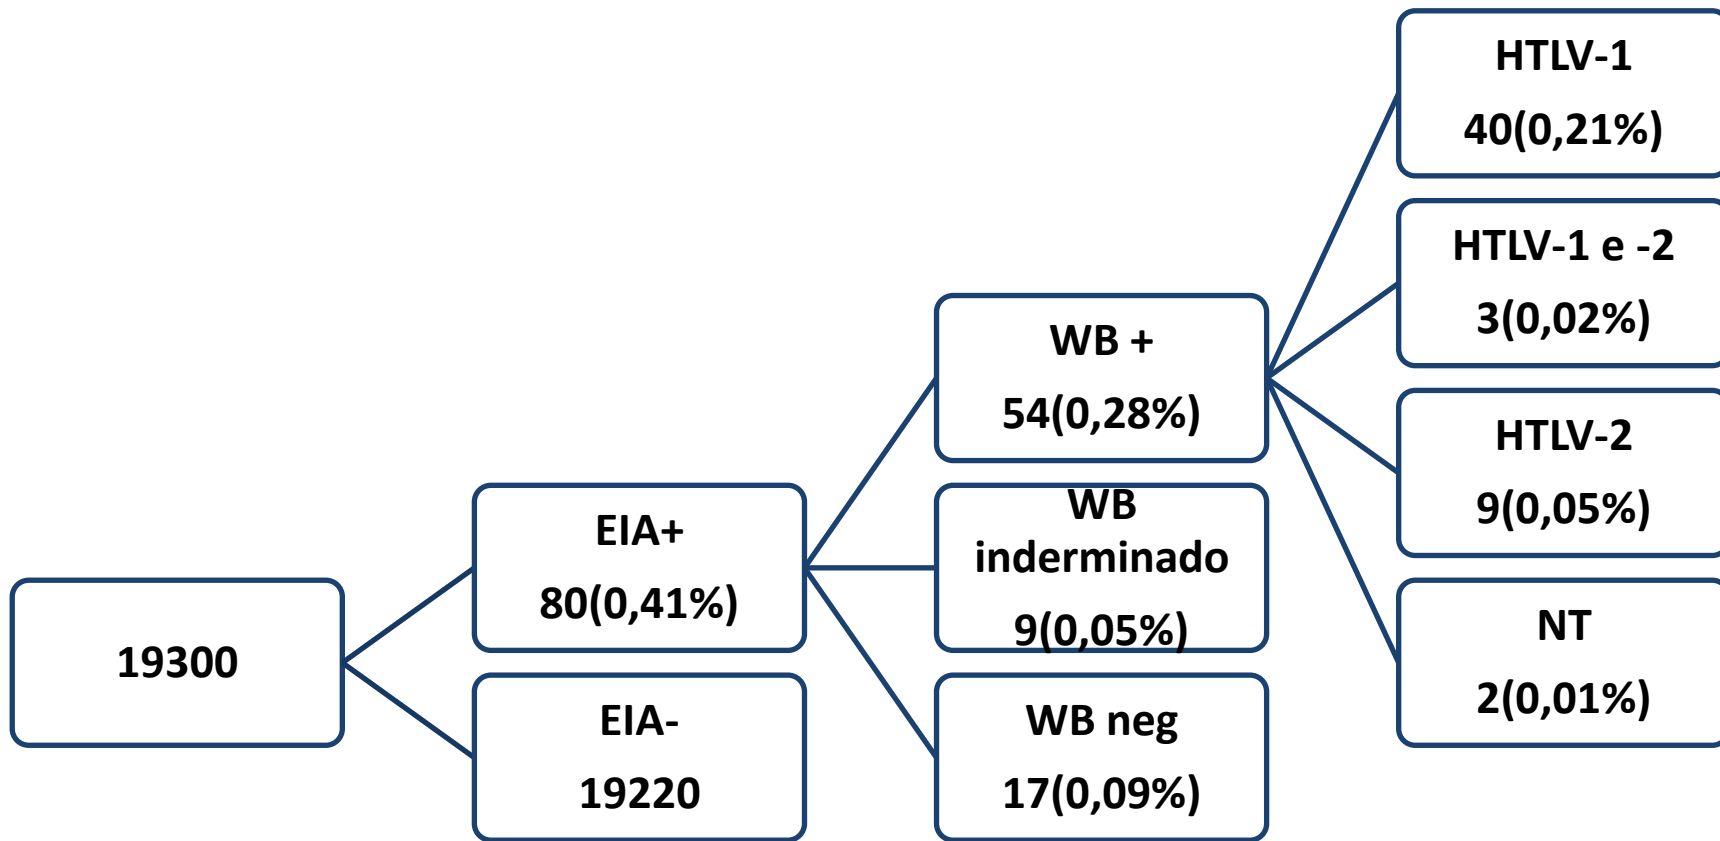 19300
EIA+
80(0,41%)
EIA-
19220
WB +
54(0,28%)
WB
inderminado
9(0,05%)
WB neg
17(0,09%)
HTLV-1
40(0,21%)
HTLV-1 e -2
3(0,02%)
HTLV-2
9(0,05%)
NT
2(0,01%)